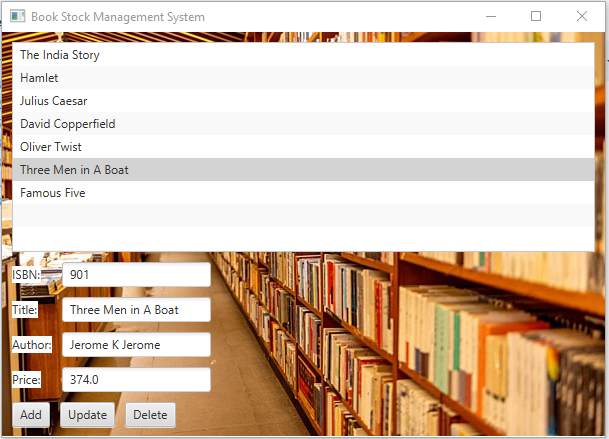 Book Stock Management System
The India Story
Hamlet
Julius Caesar
David Copperfield
Oliver Twist
Three Men in A Boat
Famous Five
ISBN: 901
Title: Three Men in A Boat
Author: Jerome K Jerome
Price: 374.0
Add Update Delete